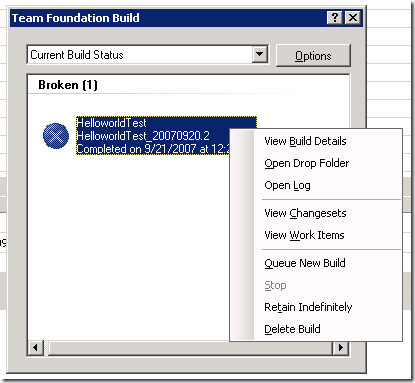 Team Foundation Build
Current Build Status
Options
Broken (1)
HelloworldTest
HelloworldTest_20070920.2
Completed on 9/21/2007 at 12:2
View Build Details
Open Drop Folder
Open Log
View Changesets
View Work Items
Queue New Build
Stop
Retain Indefinitely
Delete Build